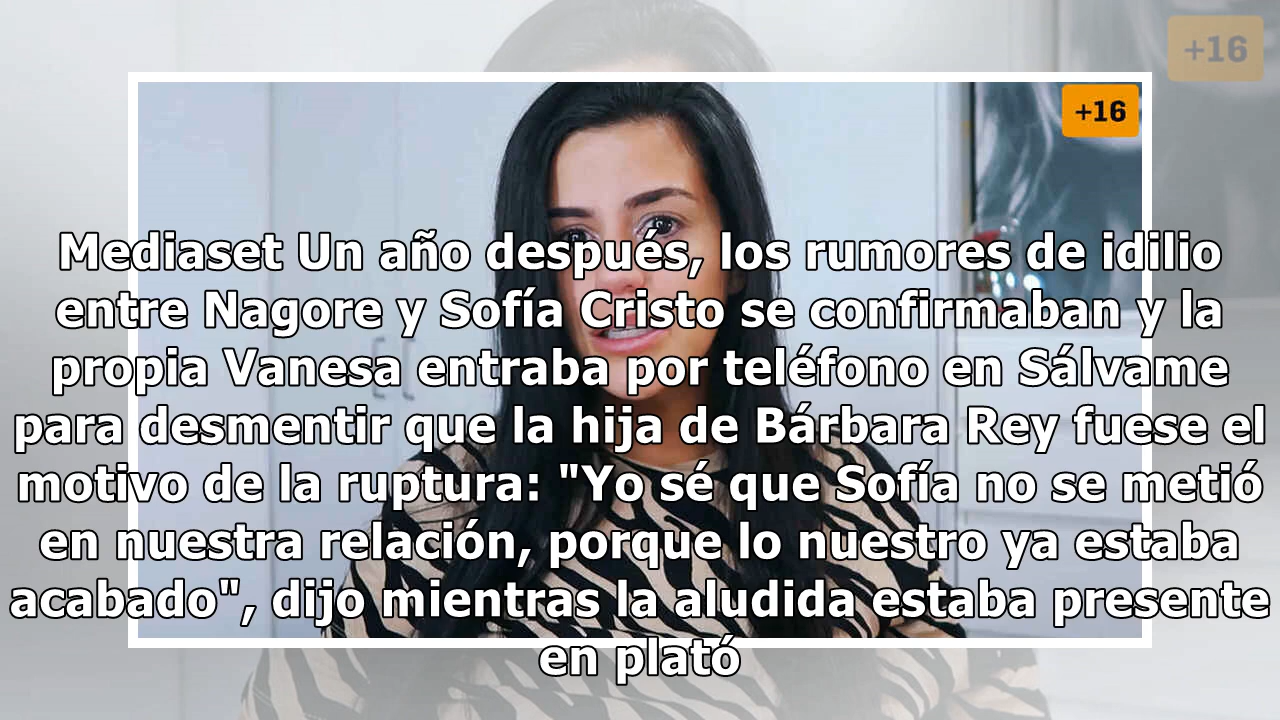 +16
+16
Mediaset Un año después, los rumores de idilio
entre Nagore y Sofía Cristo se confirmaban y la
propia Vanesa entraba por teléfono en Sálvame
para desmentir que la hija de Bárbara Rey fuese el
motivo de la ruptura: "Yo sé que Sofía no se metió
en nuestra relación, porque lo nuestro ya estaba
acabado", dijo mientras la aludida estaba presente
en plató